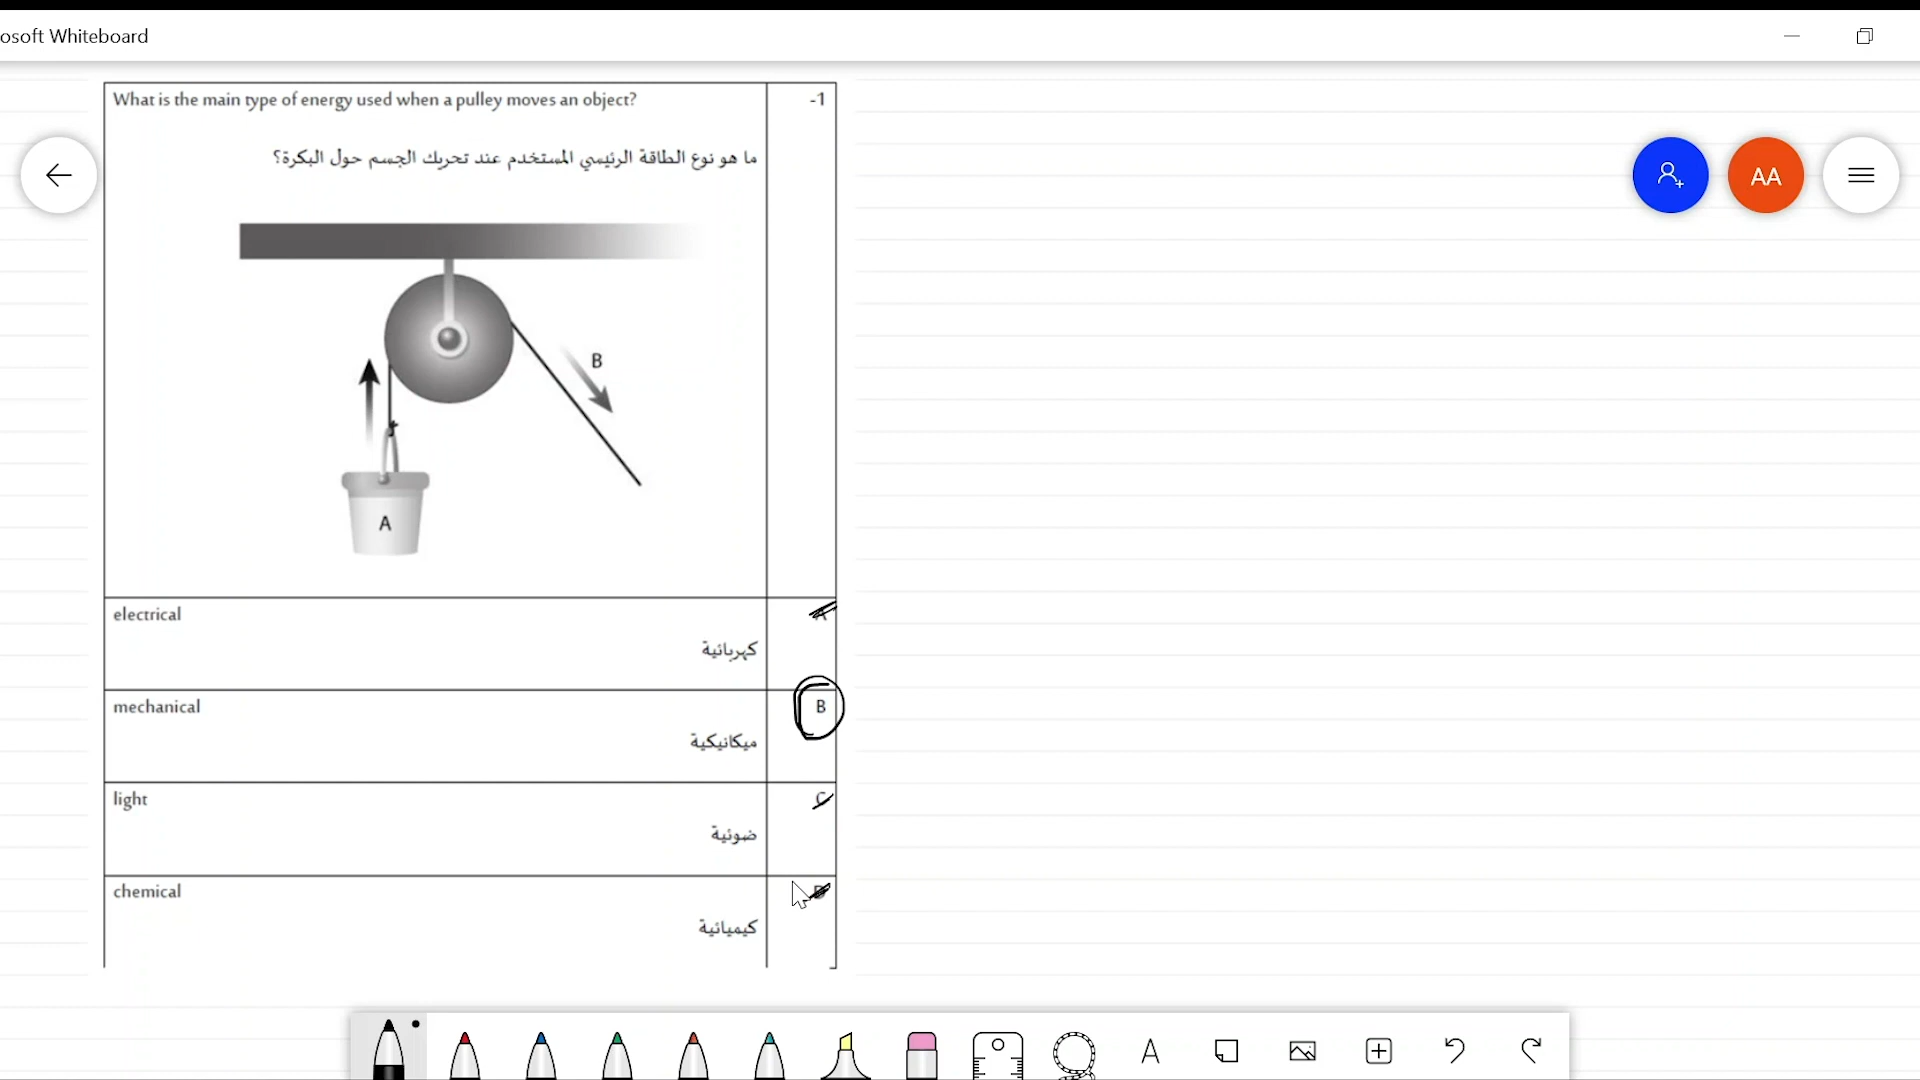 osoft Whiteboard
What is the main type of energy used when a pulley moves an object?
-1
ما هو نوع الطاقة الرئيسي المستخدم عند تحريك الجسم حول البكرة؟
AA
B
A
electrical
A
كهربائية
mechanical
B
ميكانيكية
light
C
ضوئية
chemical
D
كيميائية